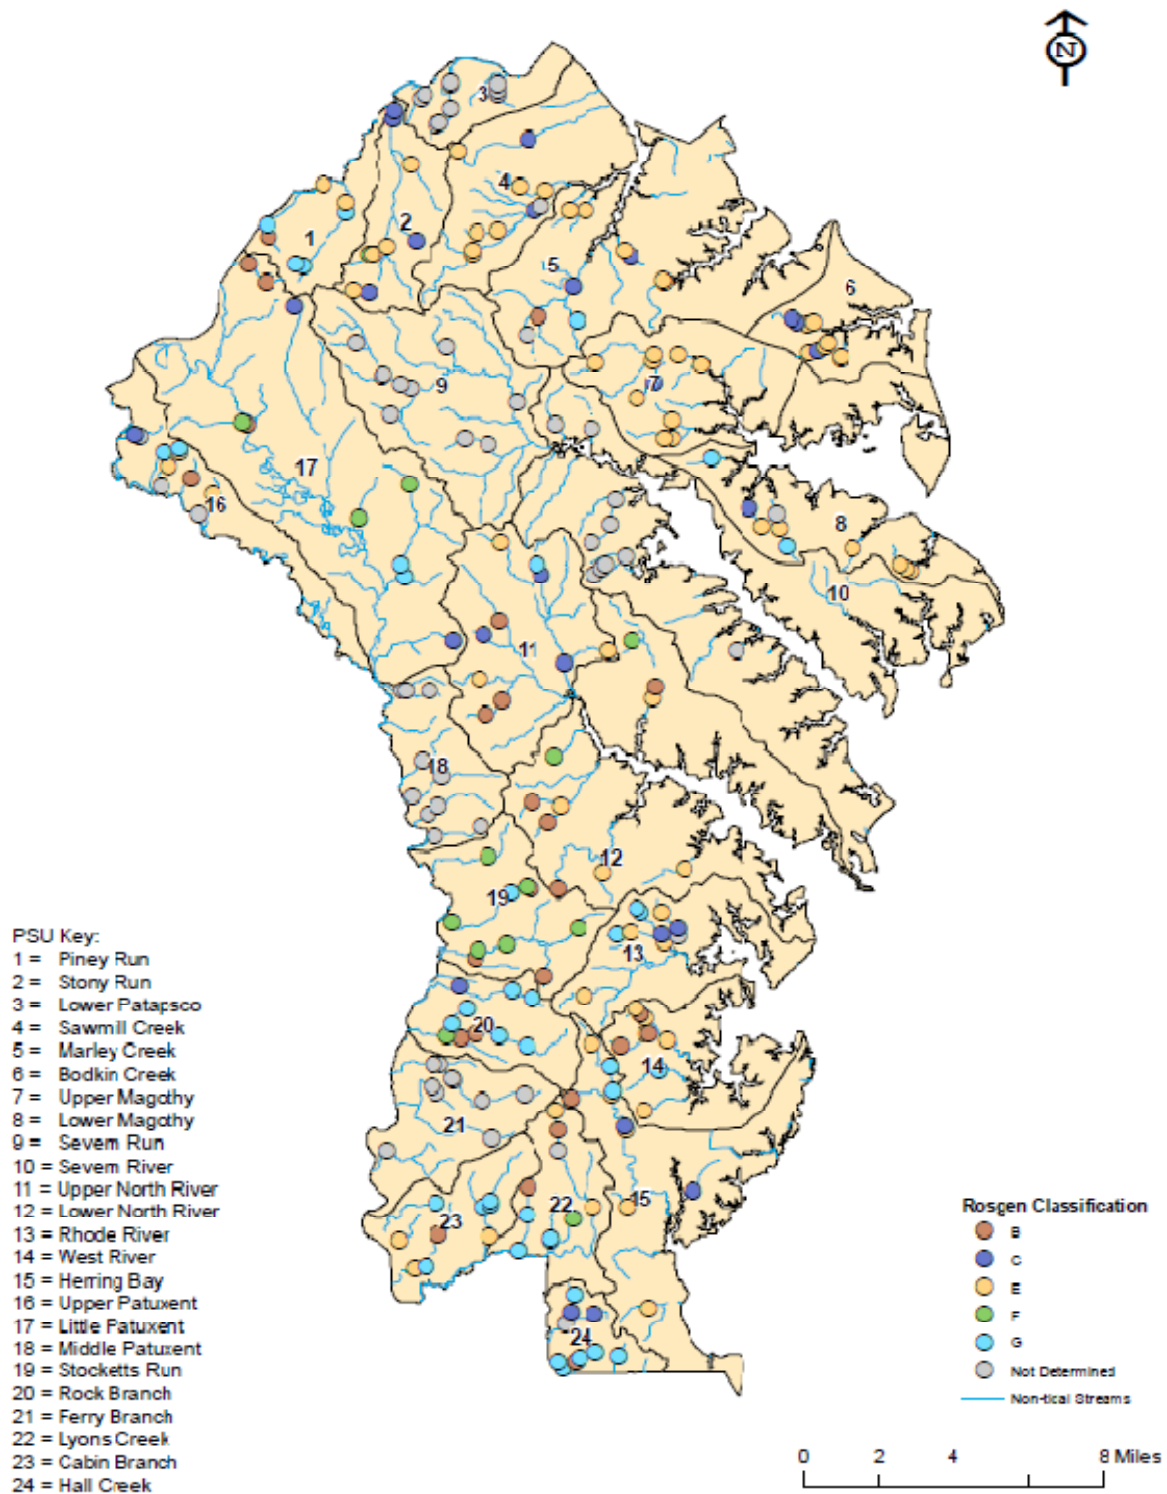 N
3
4
2
1
5
6
9
7
17
16
8
10
11
18
12
19
13
20
14
21
22
15
23
24
PSU Key:
1 = Piney Run
2 = Stony Run
3 = Lower Patapsco
4 = Sawmill Creek
5 = Marley Creek
6 = Bodkin Creek
7 = Upper Magothy
8 = Lower Magothy
9 = Severn Run
10 = Severn River
11 = Upper North River
12 = Lower North River
13 = Rhode River
14 = West River
15 = Herring Bay
16 = Upper Patuxent
17 = Little Patuxent
18 = Middle Patuxent
19 = Stocketts Run
20 = Rock Branch
21 = Ferry Branch
22 = Lyons Creek
23 = Cabin Branch
24 = Hall Creek
Rosgen Classification
B
C
E
F
G
Not Determined
Non-tical Streams
0 2 4 8 Miles